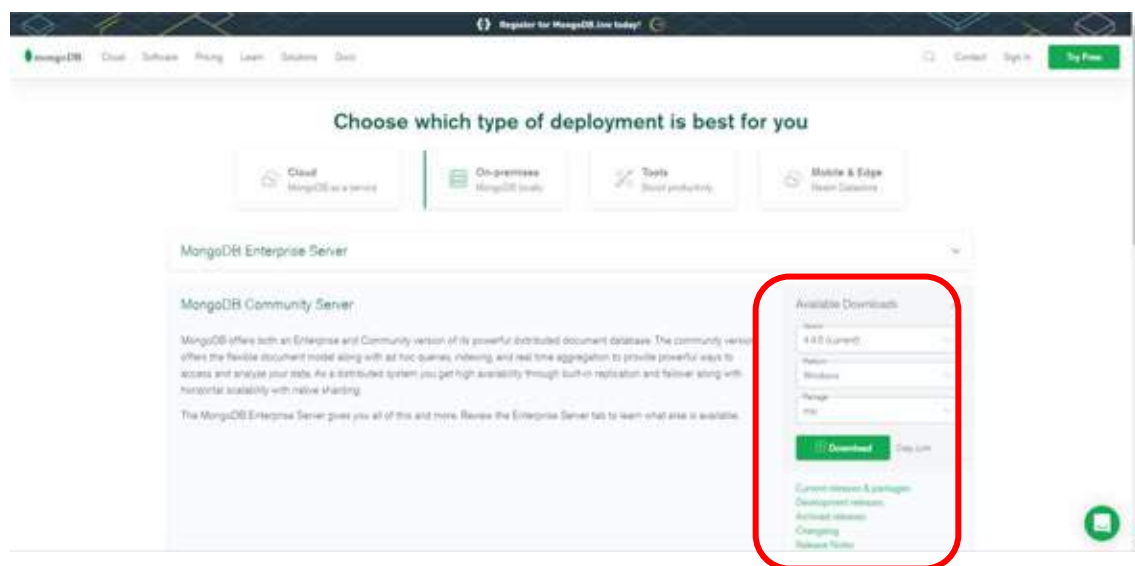 Register for MongoDB.live today!
mongoDB Cloud Software Pricing Learn Solutions Docs Contact Sign In Try Free
Choose which type of deployment is best for you
Cloud
MongoDB as a service
On-premises
MongoDB locally
Tools
Boost productivity
Mobile & Edge
Realm Datastore
MongoDB Enterprise Server
MongoDB Community Server
MongoDB offers both an Enterprise and Community version of its powerful distributed document database. The community version
offers the flexible document model along with ad hoc queries, indexing, and real time aggregation to provide powerful ways to
access and analyze your data. As a distributed system you get high availability through built-in replication and failover along with
horizontal scalability with native sharding.
The MongoDB Enterprise Server gives you all of this and more. Review the Enterprise Server tab to learn what else is available.
Available Downloads
Version
(current)
Platform
Windows
Package
msi
Download Copy Link
Current releases & packages
Development releases
Archived releases
Changelog
Release Notes